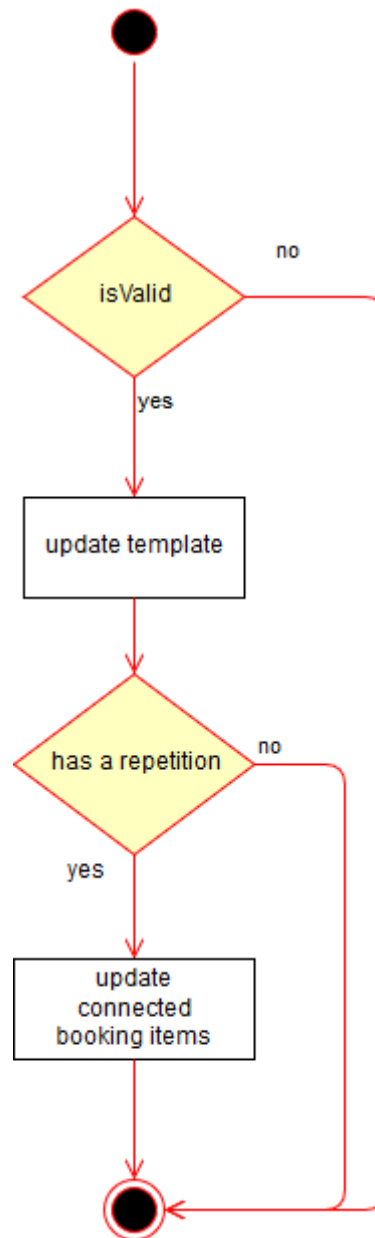 no
isValid
yes
update template
no
has a repetition
yes
update
connected
booking items